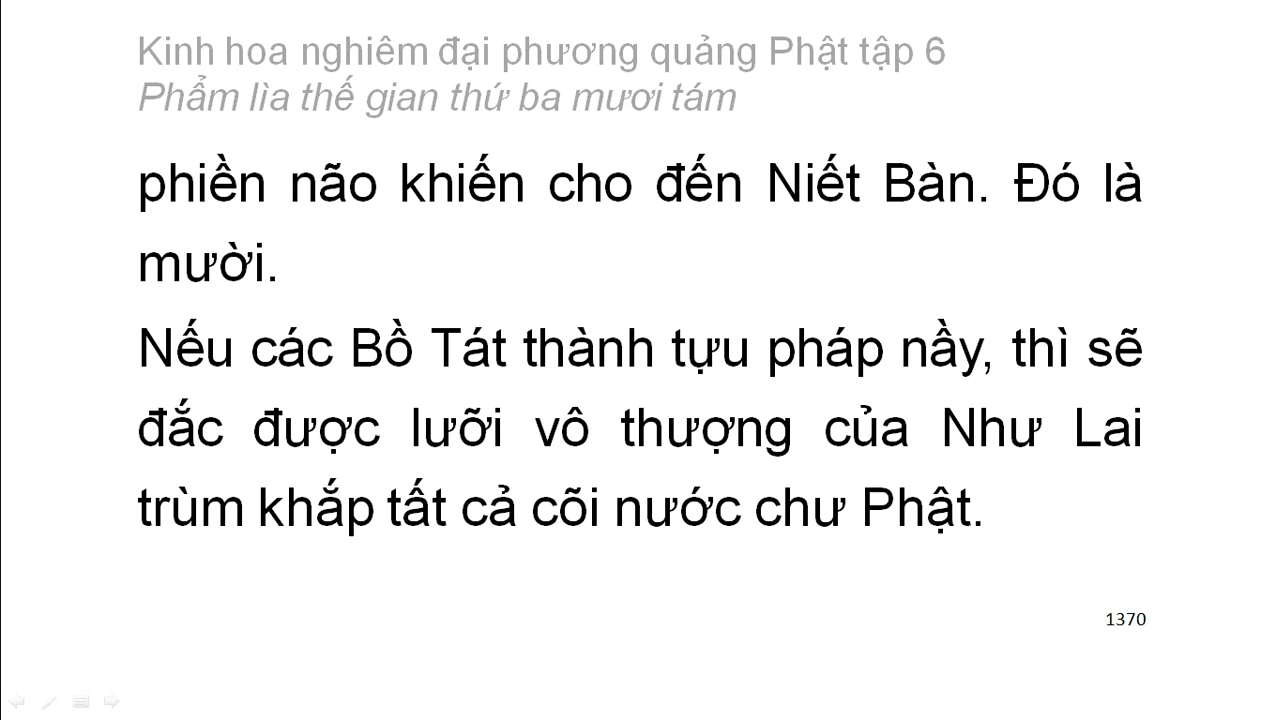 Kinh hoa nghiêm đại phương quảng Phật tập 6
Phẩm lìa thế gian thứ ba mươi tám
phiền não khiến cho đến Niết Bàn. Đó là
mười.
Nếu các Bồ Tát thành tựu pháp nầy, thì sẽ
đắc được lưỡi vô thượng của Như Lai
trùm khắp tất cả cõi nước chư Phật.
1370